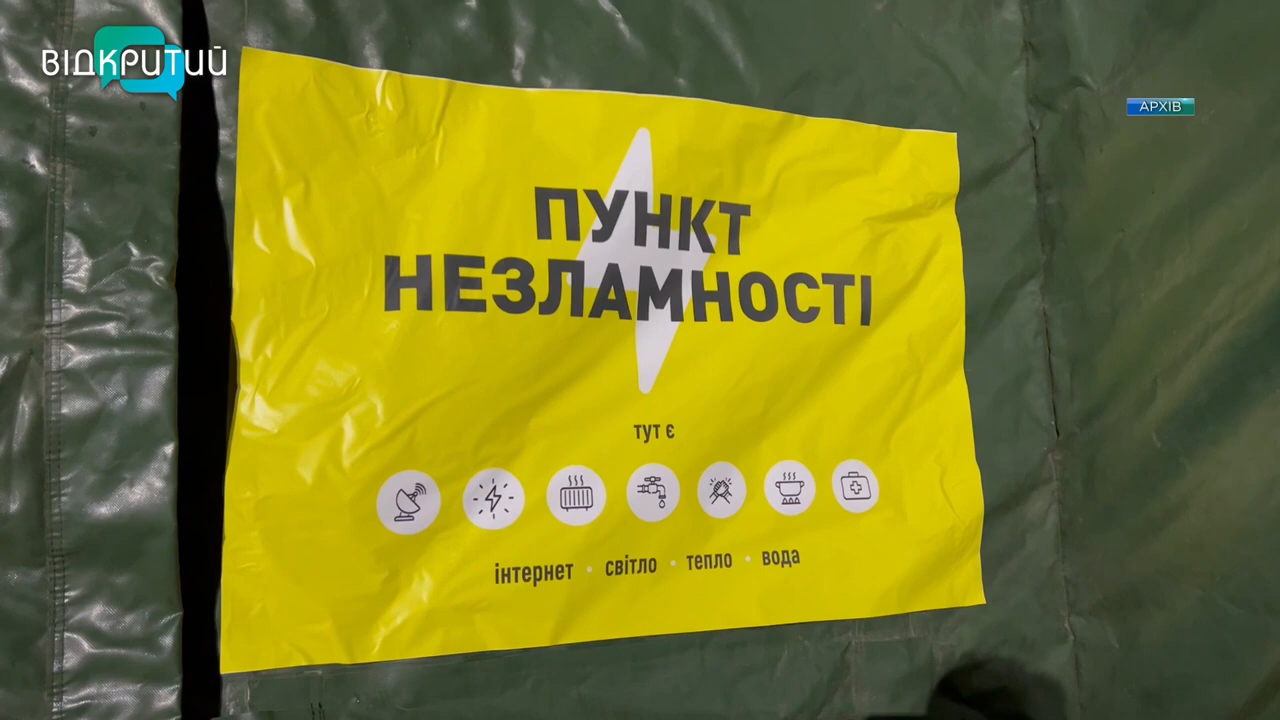 ВІДКРИТИЙ
АРХІВ
ПУНКТ
НЕЗЛАМНОСТІ
тут є
інтернет • світло • тепло • вода